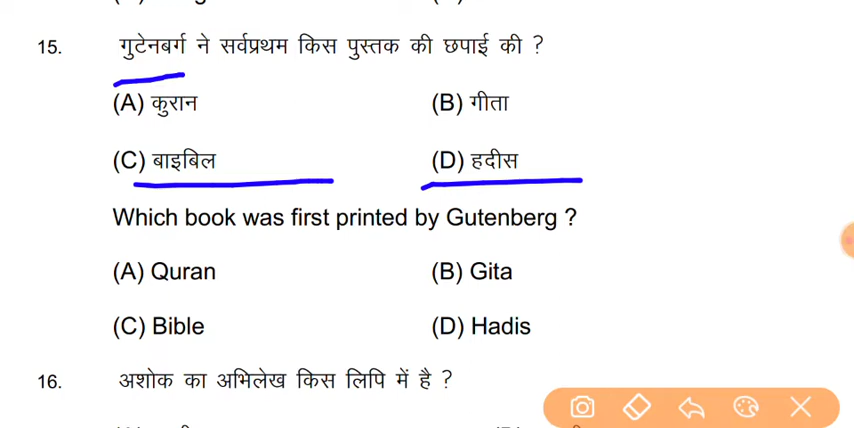 15. गुटेनबर्ग ने सर्वप्रथम किस पुस्तक की छपाई की ?
(A) कुरान (B) गीता
(C) बाइबिल (D) हदीस
Which book was first printed by Gutenberg ?
(A) Quran (B) Gita
(C) Bible (D) Hadis
16. अशोक का अभिलेख किस लिपि में है ?